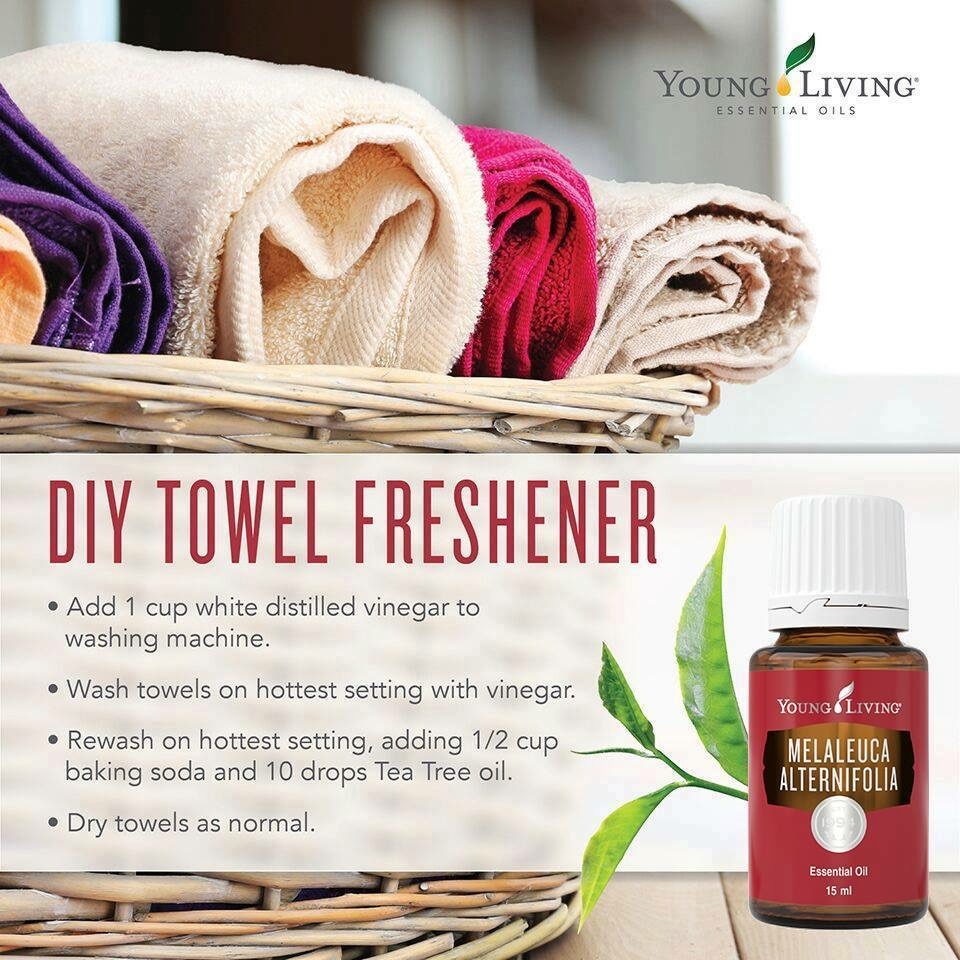 YOUNG LIVING®
ESSENTIAL OILS
DIY TOWEL FRESHENER
• Add 1 cup white distilled vinegar to
washing machine.
• Wash towels on hottest setting with vinegar.
• Rewash on hottest setting, adding 1/2 cup
baking soda and 10 drops Tea Tree oil.
• Dry towels as normal.
YOUNG LIVING®
MELALEUCA
ALTERNIFOLIA
1994
Essential Oil
15 ml